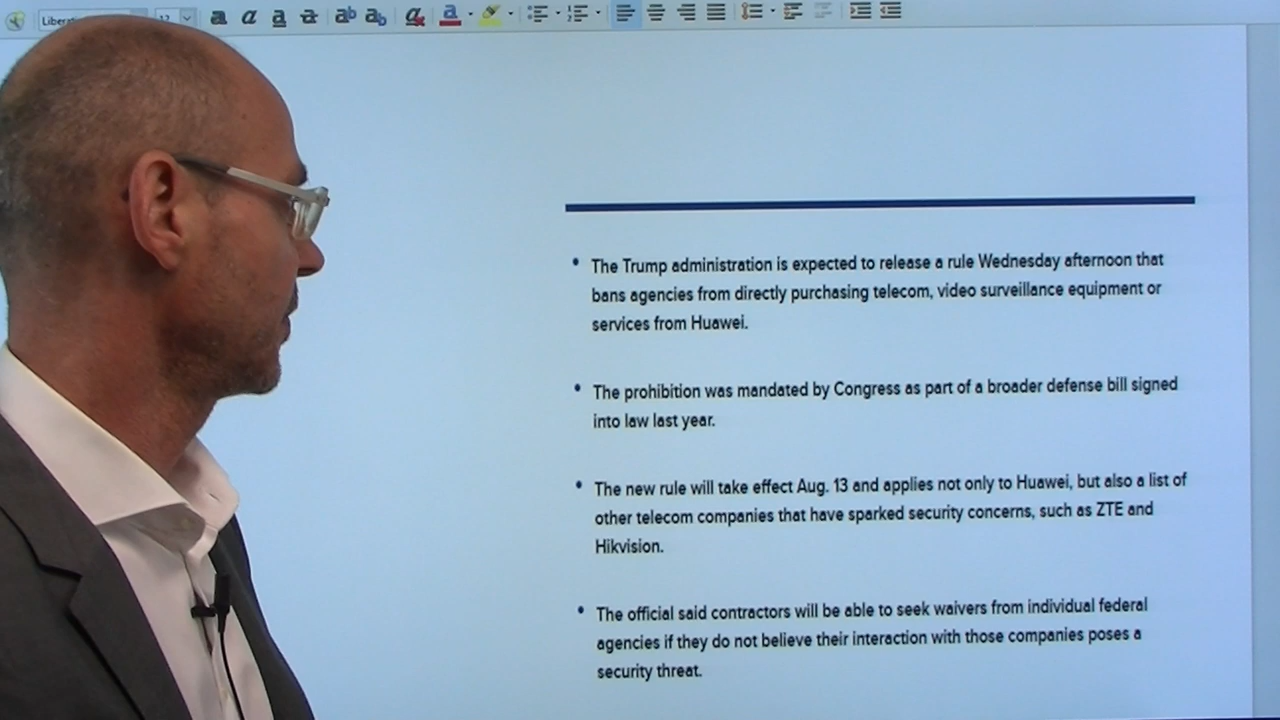 Liberat
12
• The Trump administration is expected to release a rule Wednesday afternoon that
bans agencies from directly purchasing telecom, video surveillance equipment or
services from Huawei.
• The prohibition was mandated by Congress as part of a broader defense bill signed
into law last year.
• The new rule will take effect Aug. 13 and applies not only to Huawei, but also a list of
other telecom companies that have sparked security concerns, such as ZTE and
Hikvision.
• The official said contractors will be able to seek waivers from individual federal
agencies if they do not believe their interaction with those companies poses a
security threat.